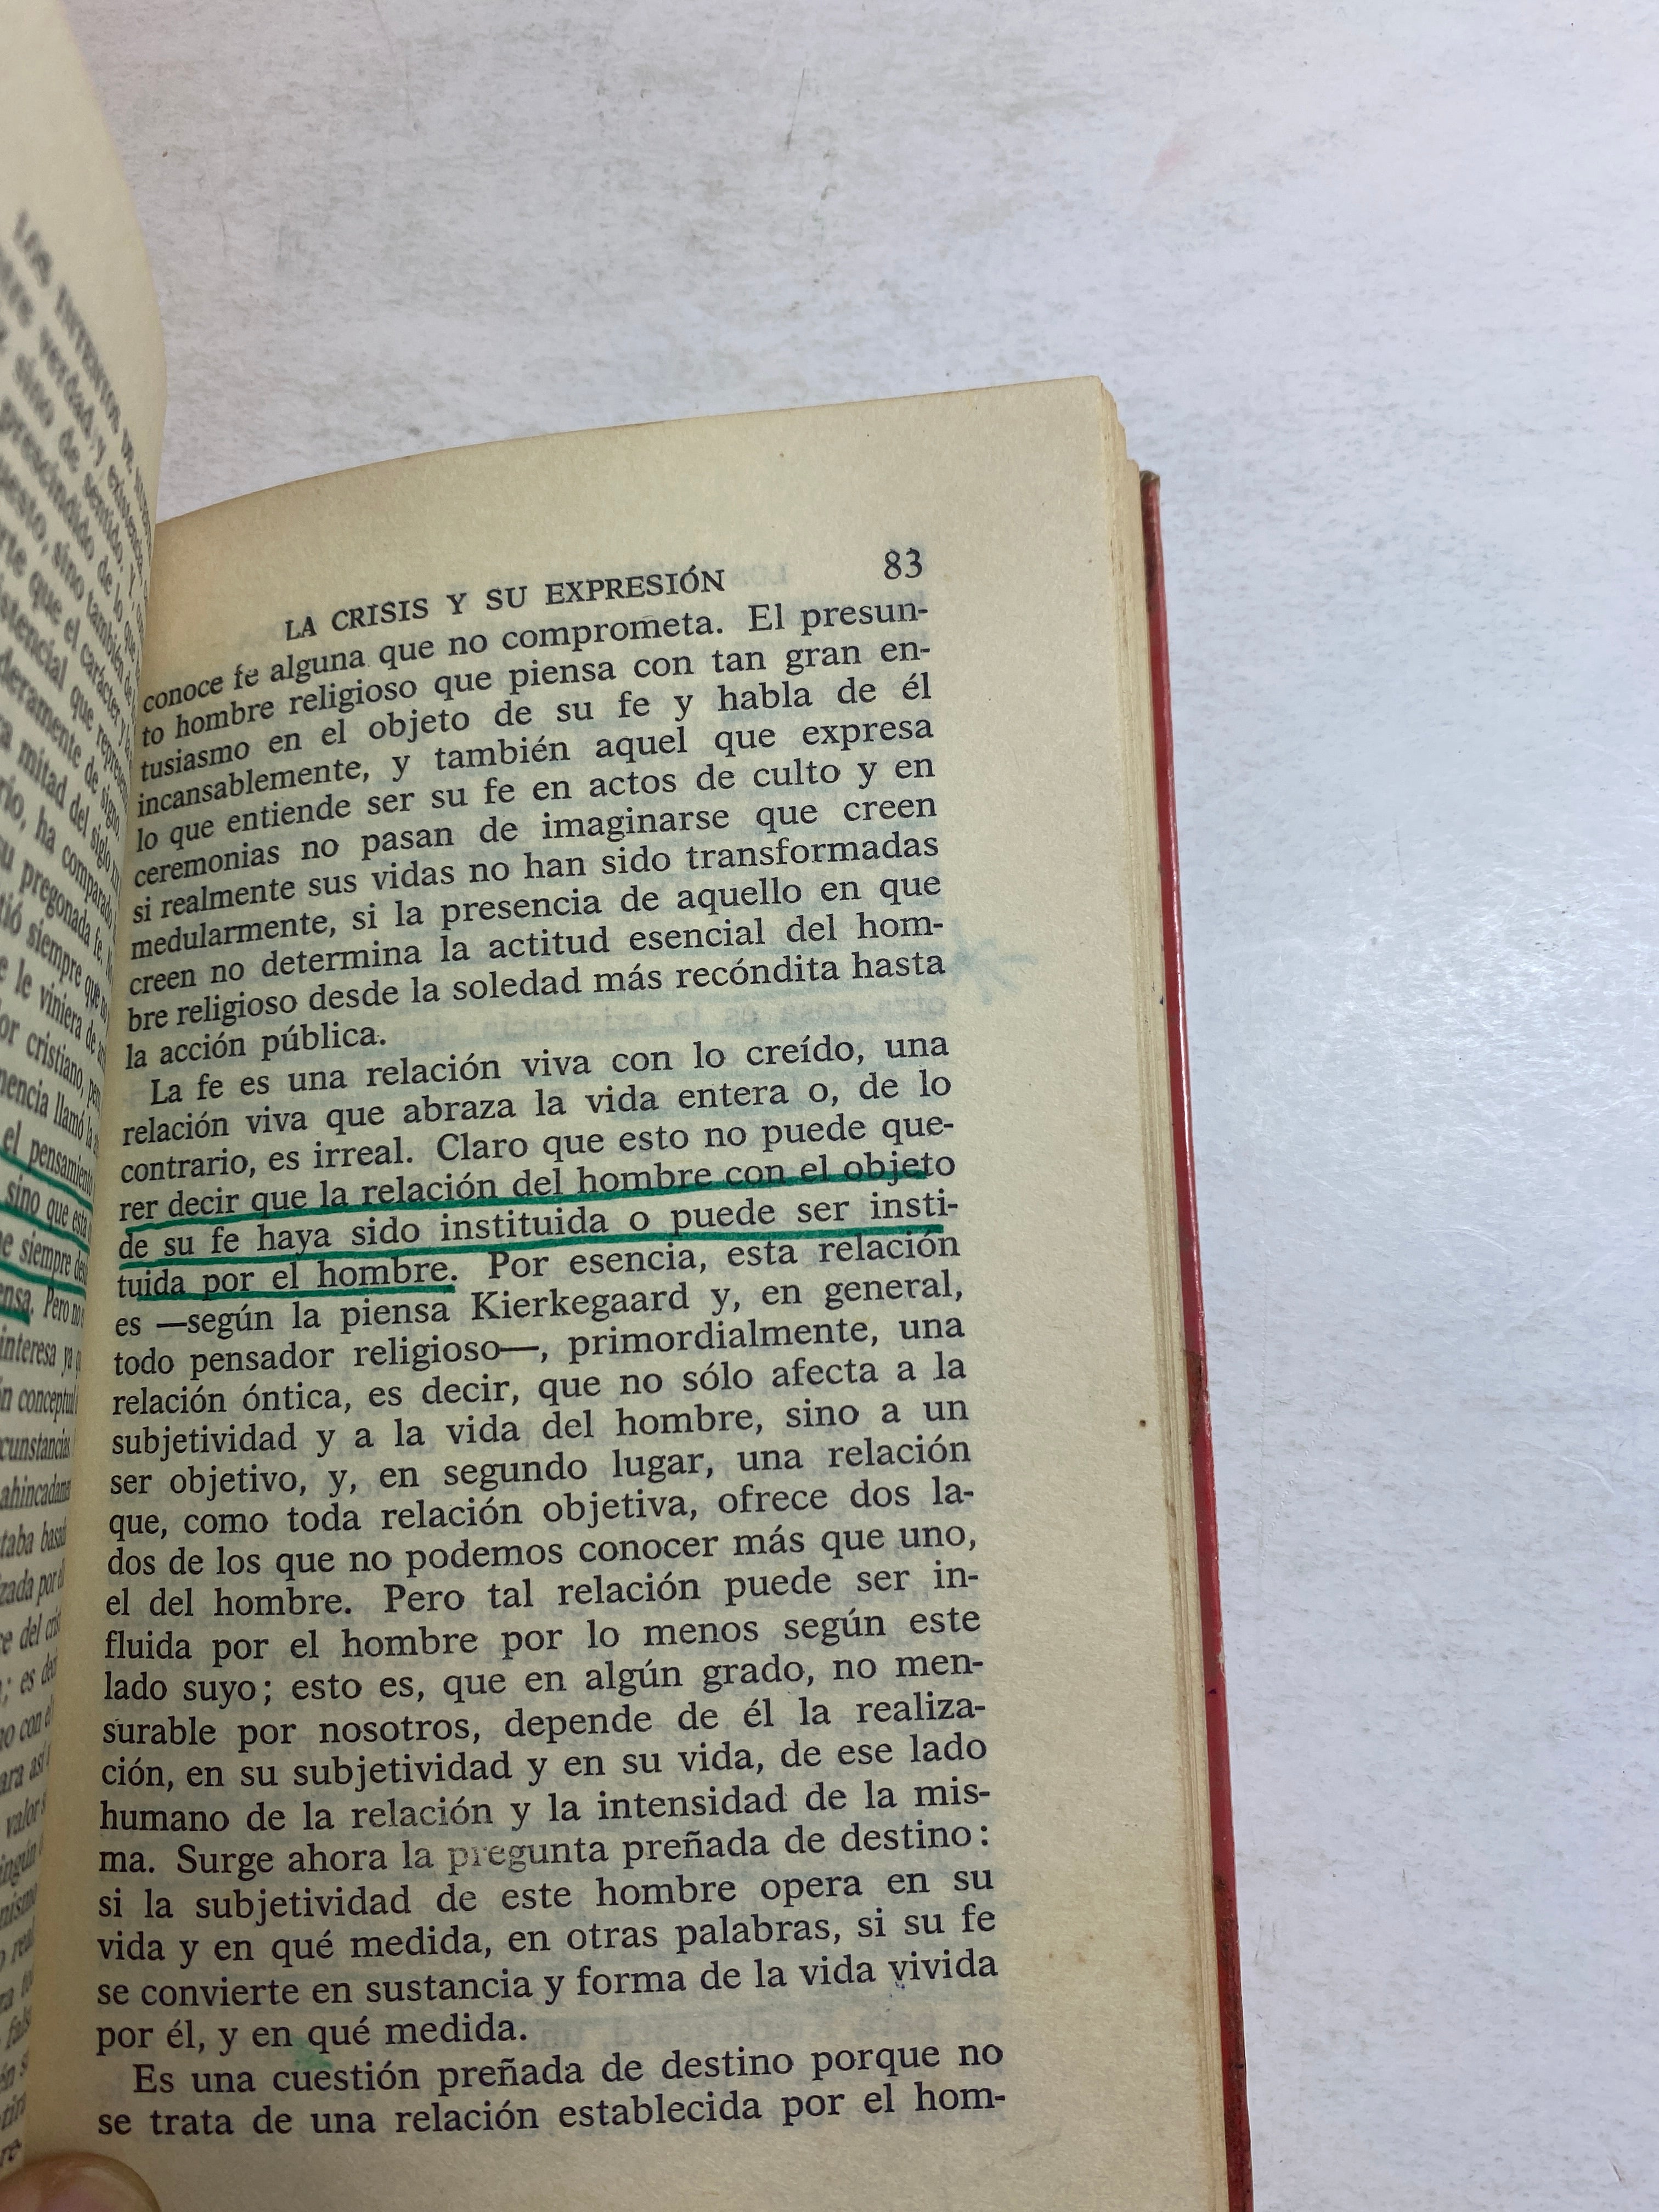 LA CRISIS Y SU EXPRESIÓN 83
conoce fe alguna que no comprometa. El presun-
to hombre religioso que piensa con tan gran en-
tusiasmo en el objeto de su fe y habla de él
incansablemente, y también aquel que expresa
lo que entiende ser su fe en actos de culto y en
ceremonias no pasan de imaginarse que creen
si realmente sus vidas no han sido transformadas
medularmente, si la presencia de aquello en que
creen no determina la actitud esencial del hom-
bre religioso desde la soledad más recóndita hasta
la acción pública.
La fe es una relación viva con lo creído, una
relación viva que abraza la vida entera o, de lo
contrario, es irreal. Claro que esto no puede que-
rer decir que la relación del hombre con el objeto
de su fe haya sido instituida o puede ser insti-
tuida por el hombre. Por esencia, esta relación
es —según la piensa Kierkegaard y, en general,
todo pensador religioso—, primordialmente, una
relación óntica, es decir, que no sólo afecta a la
subjetividad y a la vida del hombre, sino a un
ser objetivo, y, en segundo lugar, una relación
que, como toda relación objetiva, ofrece dos la-
dos de los que no podemos conocer más que uno,
el del hombre. Pero tal relación puede ser in-
fluida por el hombre por lo menos según este
lado suyo; esto es, que en algún grado, no men-
surable por nosotros, depende de él la realiza-
ción, en su subjetividad y en su vida, de ese lado
humano de la relación y la intensidad de la mis-
ma. Surge ahora la pregunta preñada de destino:
si la subjetividad de este hombre opera en su
vida y en qué medida, en otras palabras, si su fe
se convierte en sustancia y forma de la vida vivida
por él, y en qué medida.
Es una cuestión preñada de destino porque no
se trata de una relación establecida por el hom-